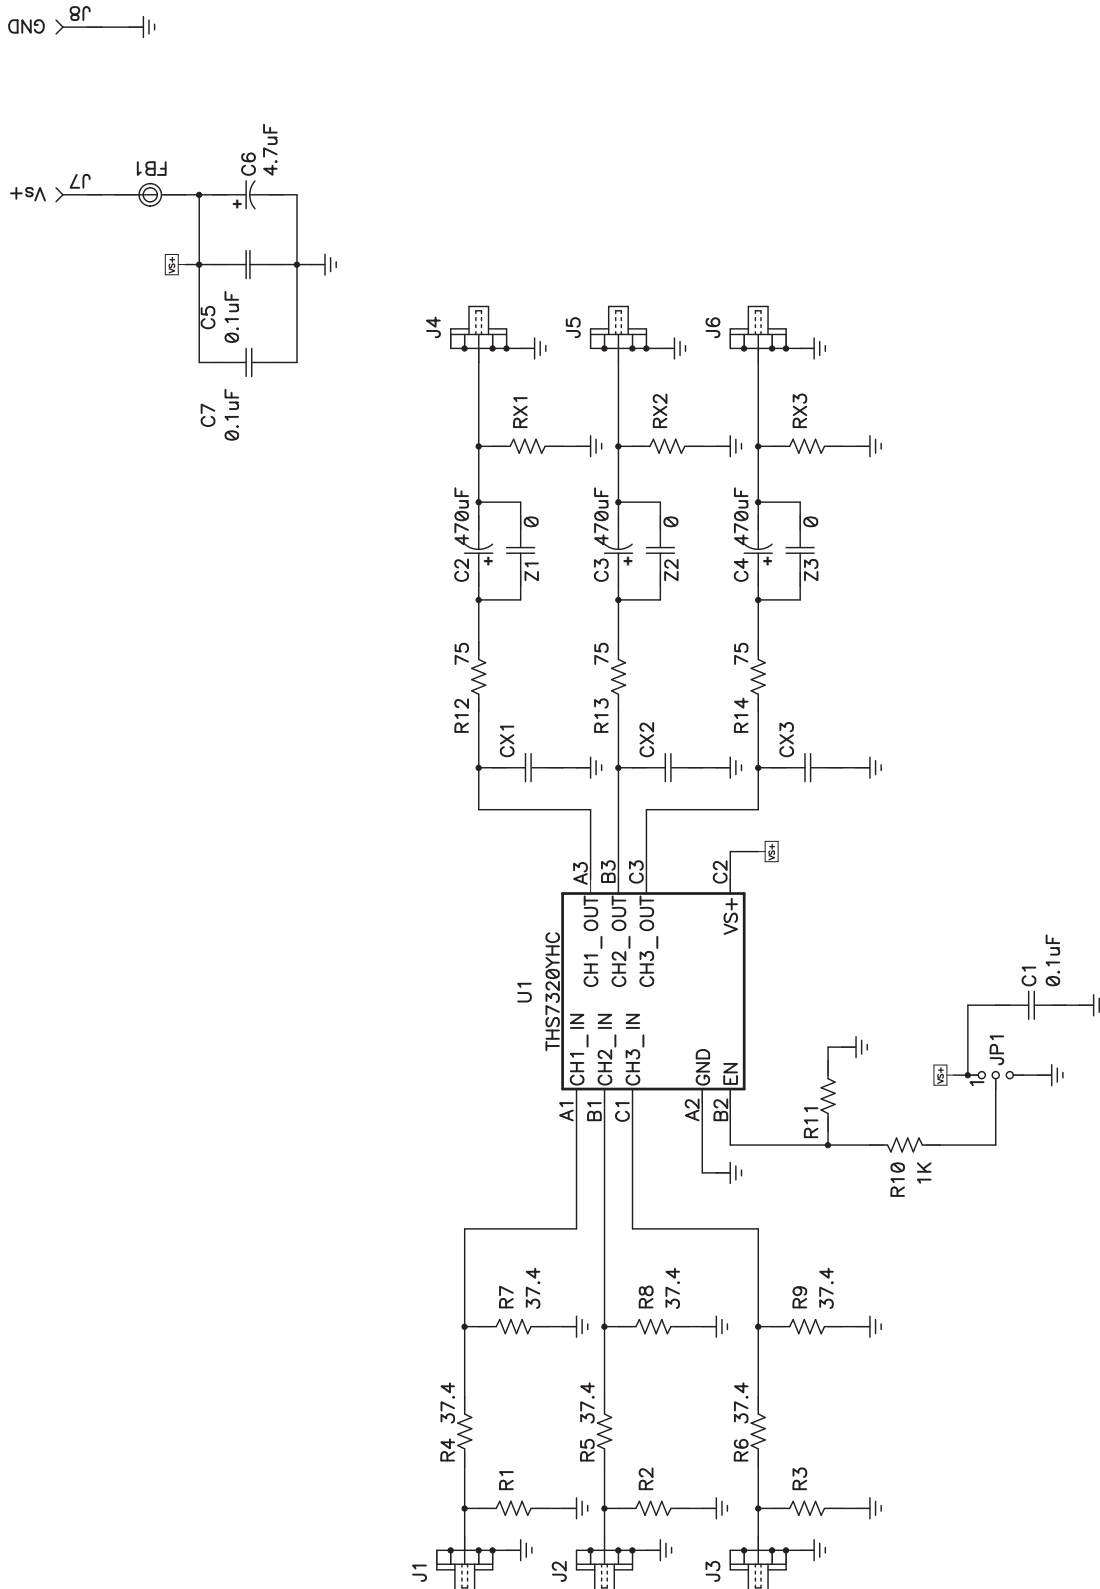 GND
J8
Vs+
J7
FB1
C6
4.7uF
VS+
C5
0.1uF
C7
0.1uF
J4
J5
J6
RX1
RX2
RX3
C2
470uF
Z1
0
C3
470uF
Z2
0
C4
470uF
Z3
0
R12
75
R13
75
R14
75
CX1
CX2
CX3
A3
B3
C3
C2
VS+
U1
THS7320YHC
CH1_OUT
CH2_OUT
CH3_OUT
VS+
CH1_IN
CH2_IN
CH3_IN
GND
EN
A1
B1
C1
A2
B2
C1
0.1uF
VS+
1
JP1
R11
R10
1K
R7
37.4
R8
37.4
R9
37.4
R4
37.4
R5
37.4
R6
37.4
R1
R2
R3
J1
J2
J3